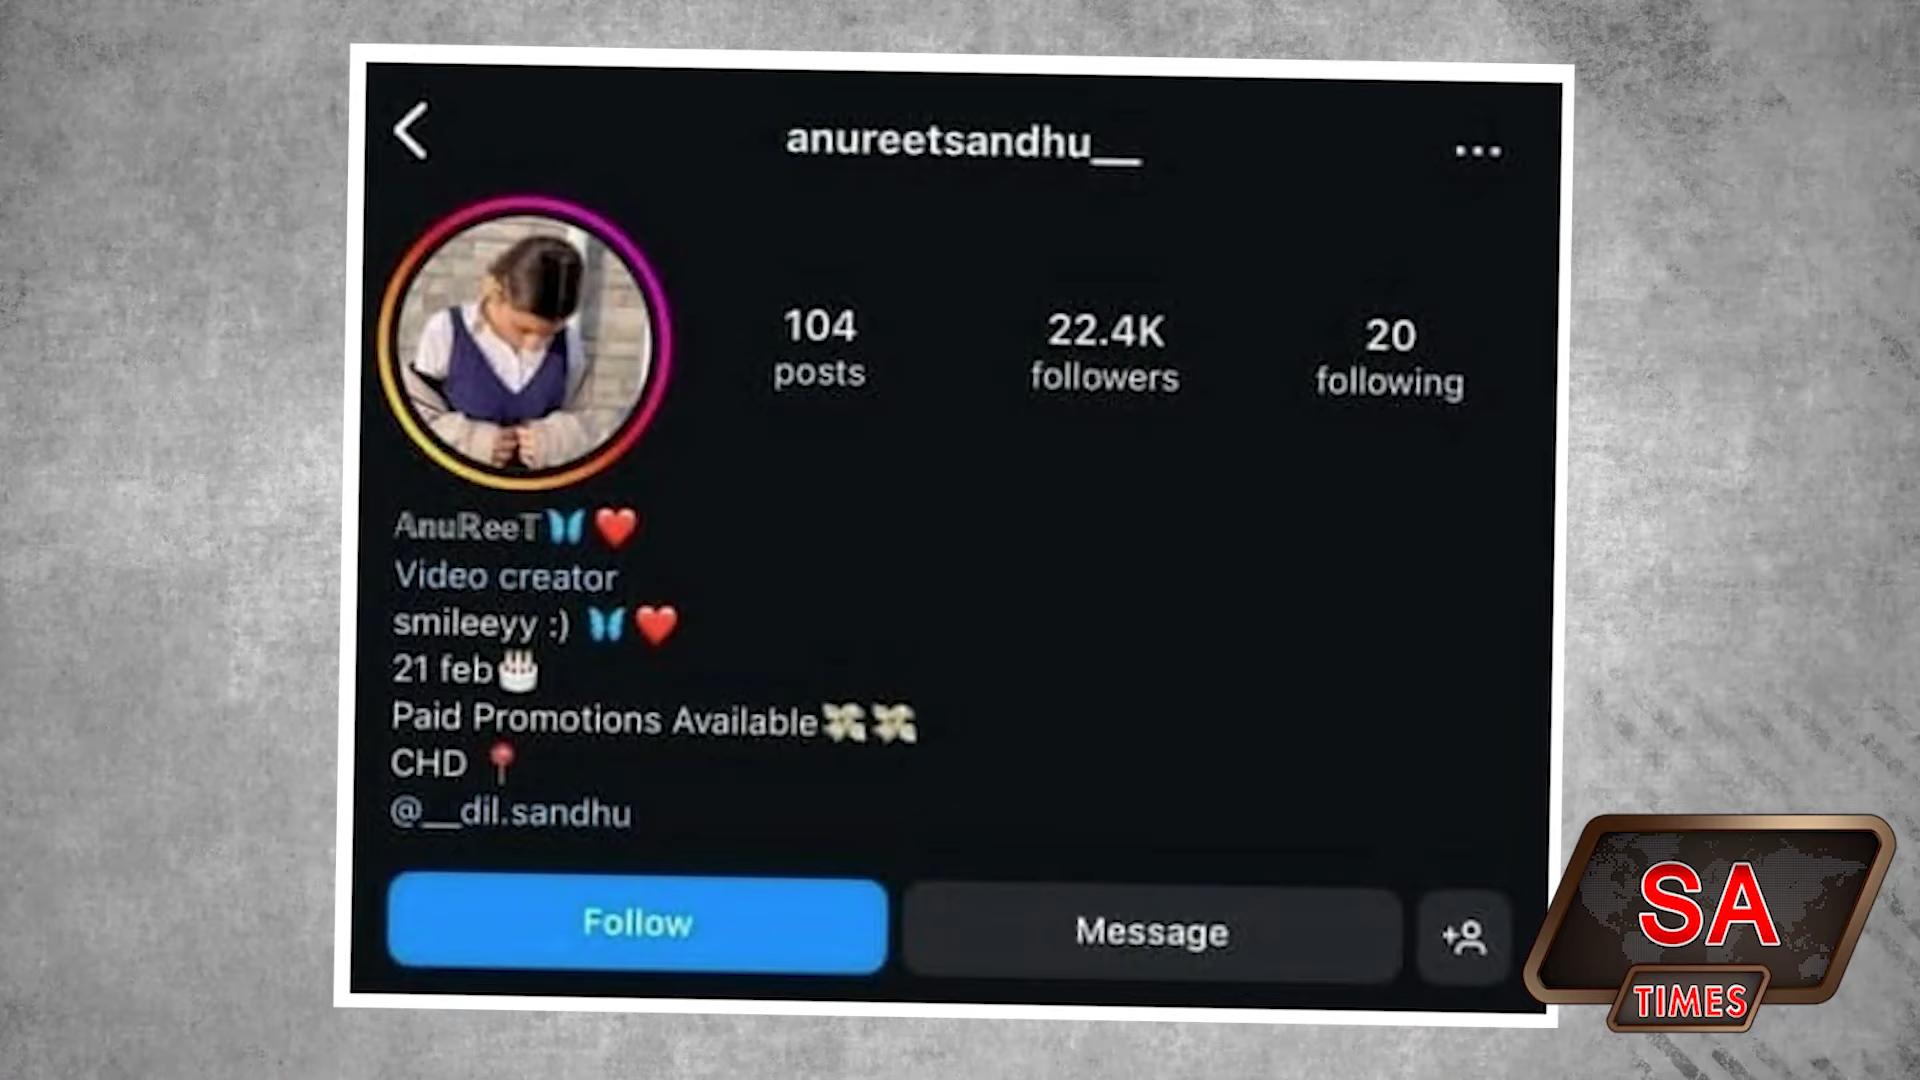 anureetsandhu__
104
posts
22.4K
followers
20
following
AnuReeT🦋❤️
Video creator
smileeyy :) 🦋❤️
21 feb🎂
Paid Promotions Available💸💸
CHD 📍
@__dil.sandhu
Follow
Message
SA
TIMES